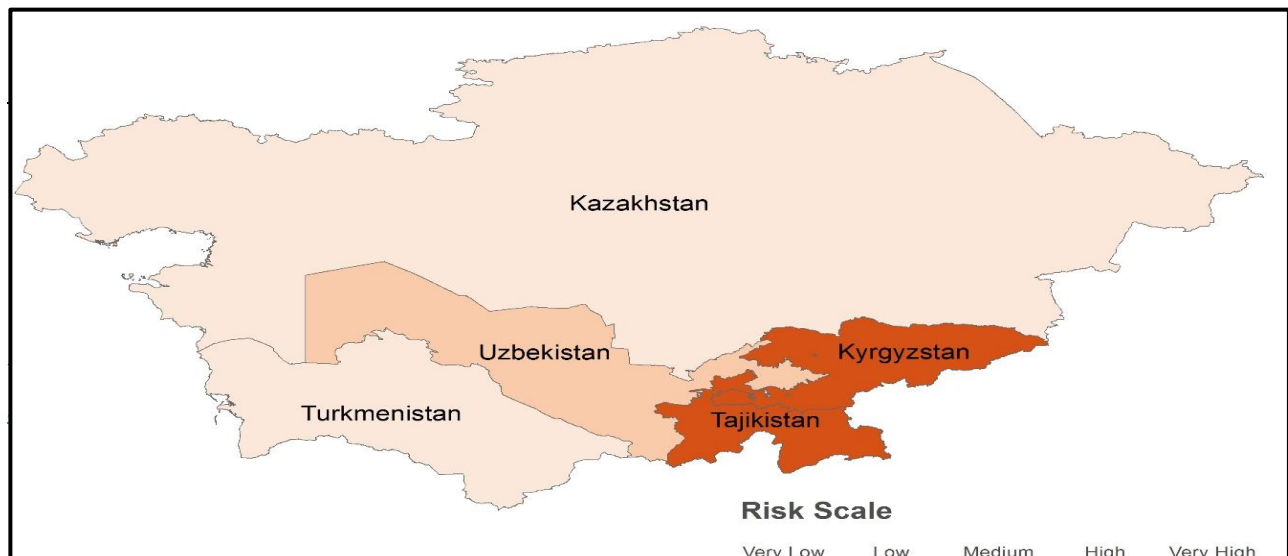 Kazakhstan
Uzbekistan
Kyrgyzstan
Turkmenistan
Tajikistan
Risk Scale
Very Low Low Medium High Very High